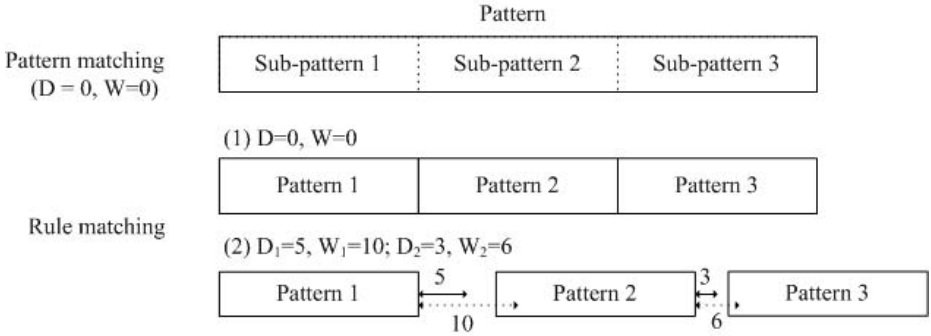 Pattern
Pattern matching
(D = 0, W=0)
Sub-pattern 1 Sub-pattern 2 Sub-pattern 3
(1) D=0, W=0
Pattern 1 Pattern 2 Pattern 3
Rule matching
(2) D₁=5, W₁=10; D₂=3, W₂=6
Pattern 1 5 Pattern 2 3 Pattern 3
10 6